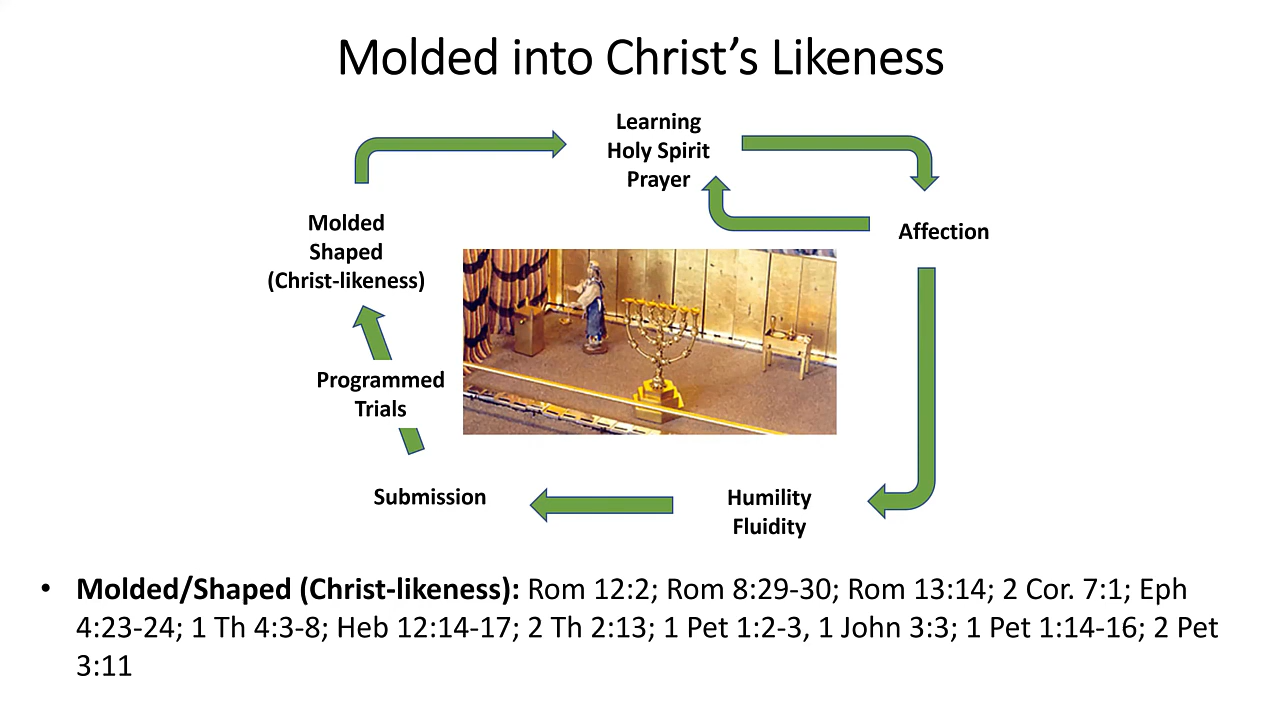 Molded into Christ’s Likeness
Learning
Holy Spirit
Prayer
Affection
Molded
Shaped
(Christ-likeness)
Programmed
Trials
Submission
Humility
Fluidity
• Molded/Shaped (Christ-likeness): Rom 12:2; Rom 8:29-30; Rom 13:14; 2 Cor. 7:1; Eph
4:23-24; 1 Th 4:3-8; Heb 12:14-17; 2 Th 2:13; 1 Pet 1:2-3, 1 John 3:3; 1 Pet 1:14-16; 2 Pet
3:11